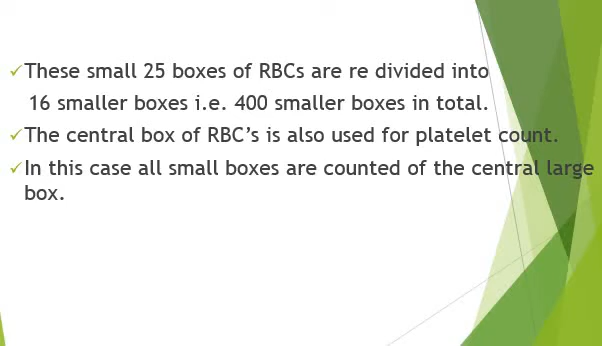 ✓These small 25 boxes of RBCs are re divided into
16 smaller boxes i.e. 400 smaller boxes in total.
✓The central box of RBC’s is also used for platelet count.
✓In this case all small boxes are counted of the central large
box.